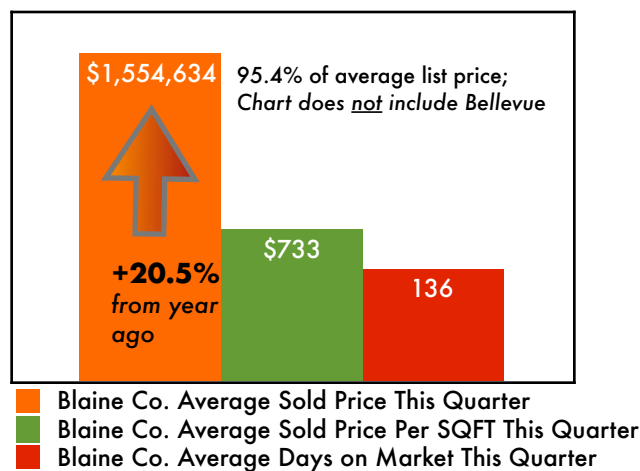 $1,554,634
95.4% of average list price;
Chart does not include Bellevue
+20.5%
from year
ago
$733
136
Blaine Co. Average Sold Price This Quarter
Blaine Co. Average Sold Price Per SQFT This Quarter
Blaine Co. Average Days on Market This Quarter